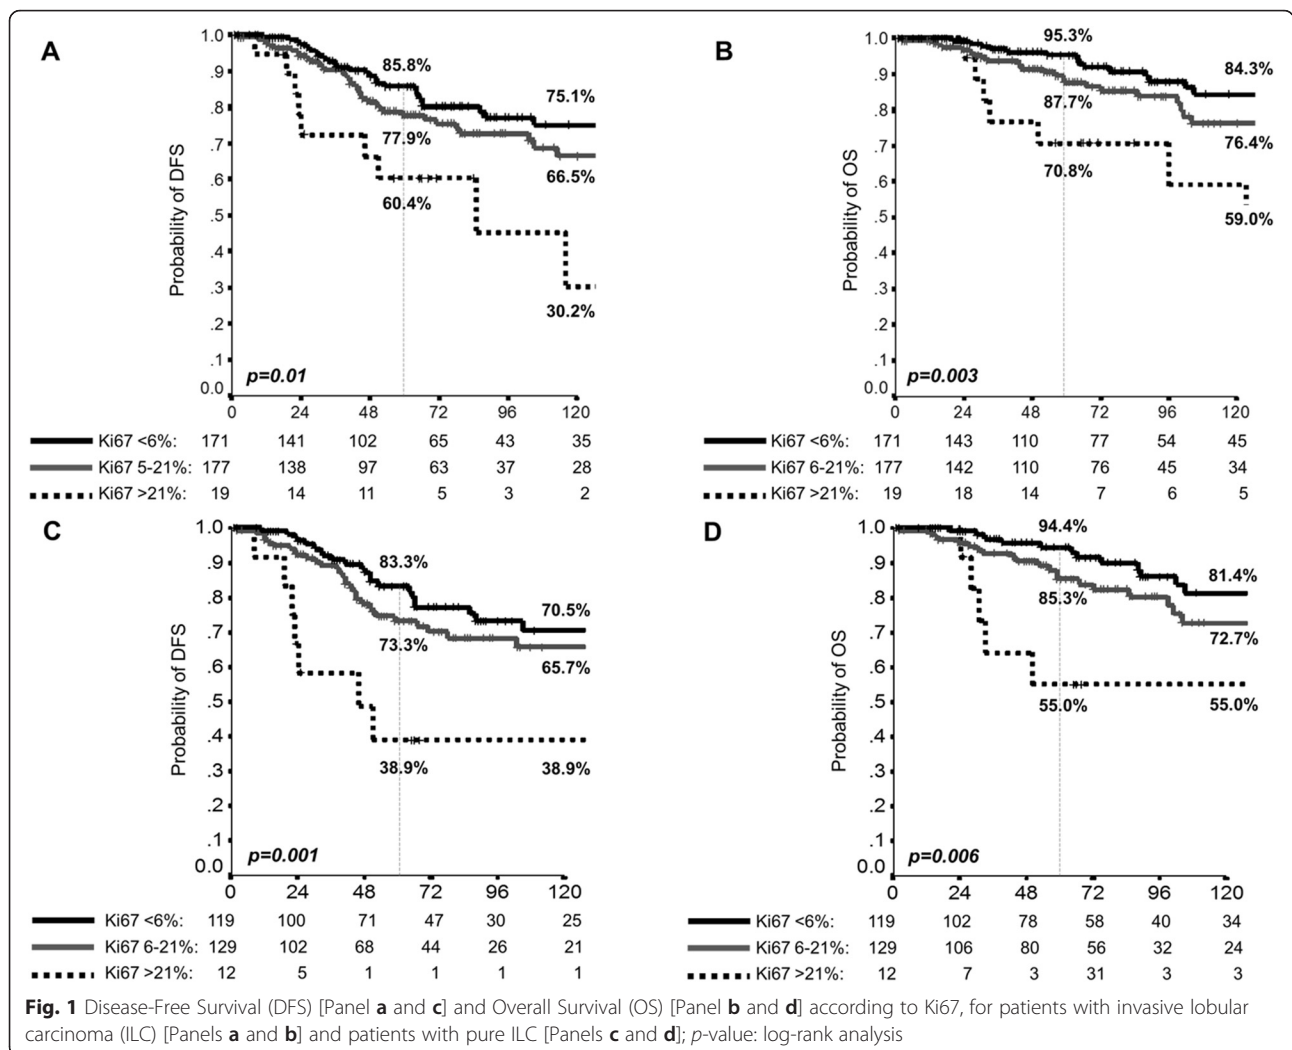 A
Probability of DFS
1.0
.9
.8
.7
.6
.5
.4
.3
.2
.1
0.0
85.8%
75.1%
77.9%
66.5%
60.4%
30.2%
p=0.01
0 24 48 72 96 120
Ki67 <6%: 171 141 102 65 43 35
Ki67 5-21%: 177 138 97 63 37 28
Ki67 >21%: 19 14 11 5 3 2
B
Probability of OS
1.0
.9
.8
.7
.6
.5
.4
.3
.2
.1
0.0
95.3%
84.3%
87.7%
76.4%
70.8%
59.0%
p=0.003
0 24 48 72 96 120
Ki67 <6%: 171 143 110 77 54 45
Ki67 6-21%: 177 142 110 76 45 34
Ki67 >21%: 19 18 14 7 6 5
C
Probability of DFS
1.0
.9
.8
.7
.6
.5
.4
.3
.2
.1
0.0
83.3%
70.5%
73.3%
65.7%
38.9%
38.9%
p=0.001
0 24 48 72 96 120
Ki67 <6%: 119 100 71 47 30 25
Ki67 6-21%: 129 102 68 44 26 21
Ki67 >21%: 12 5 1 1 1 1
D
Probability of OS
1.0
.9
.8
.7
.6
.5
.4
.3
.2
.1
0.0
94.4%
81.4%
85.3%
72.7%
55.0%
55.0%
p=0.006
0 24 48 72 96 120
Ki67 <6%: 119 102 78 58 40 34
Ki67 6-21%: 129 106 80 56 32 24
Ki67 >21%: 12 7 3 31 3 3
Fig. 1 Disease-Free Survival (DFS) [Panel a and c] and Overall Survival (OS) [Panel b and d] according to Ki67, for patients with invasive lobular
carcinoma (ILC) [Panels a and b] and patients with pure ILC [Panels c and d]; p-value: log-rank analysis